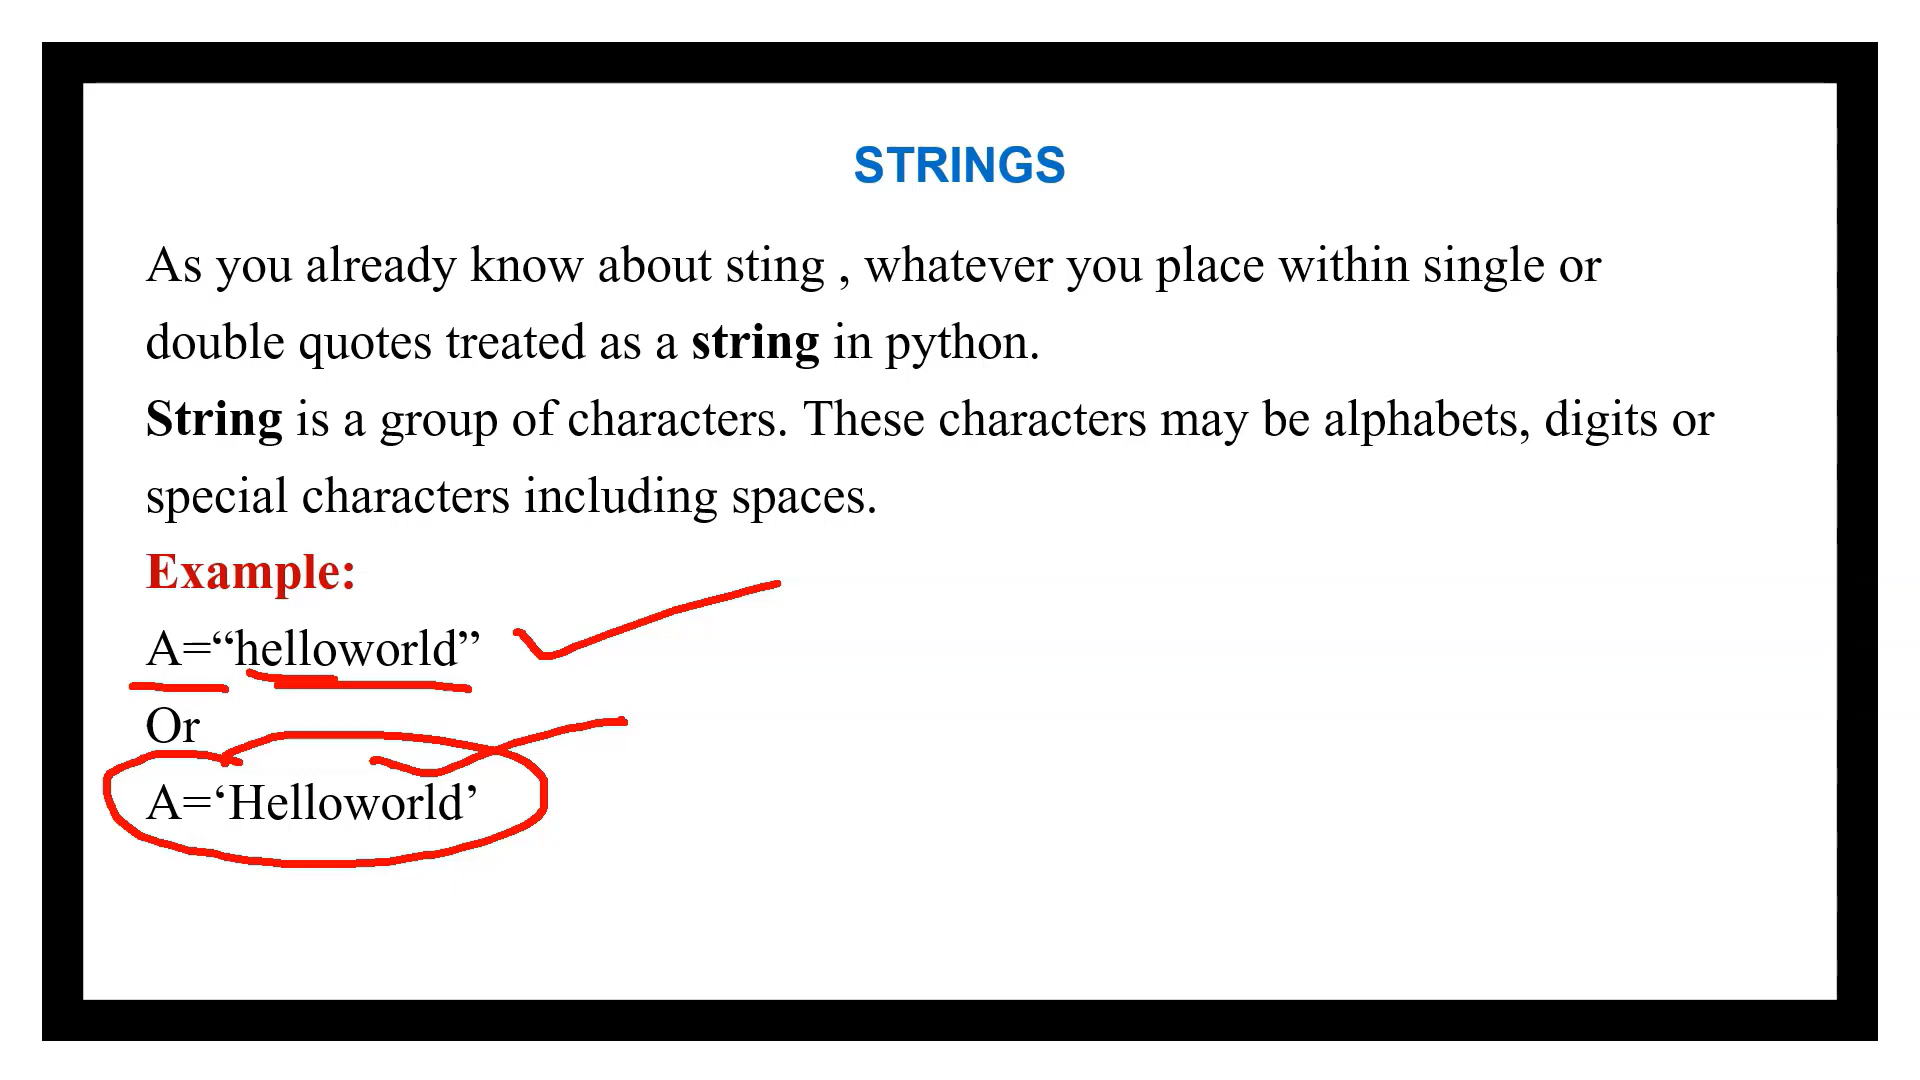 STRINGS
As you already know about sting , whatever you place within single or
double quotes treated as a string in python.
String is a group of characters. These characters may be alphabets, digits or
special characters including spaces.
Example:
A=“helloworld”
Or
A=‘Helloworld’